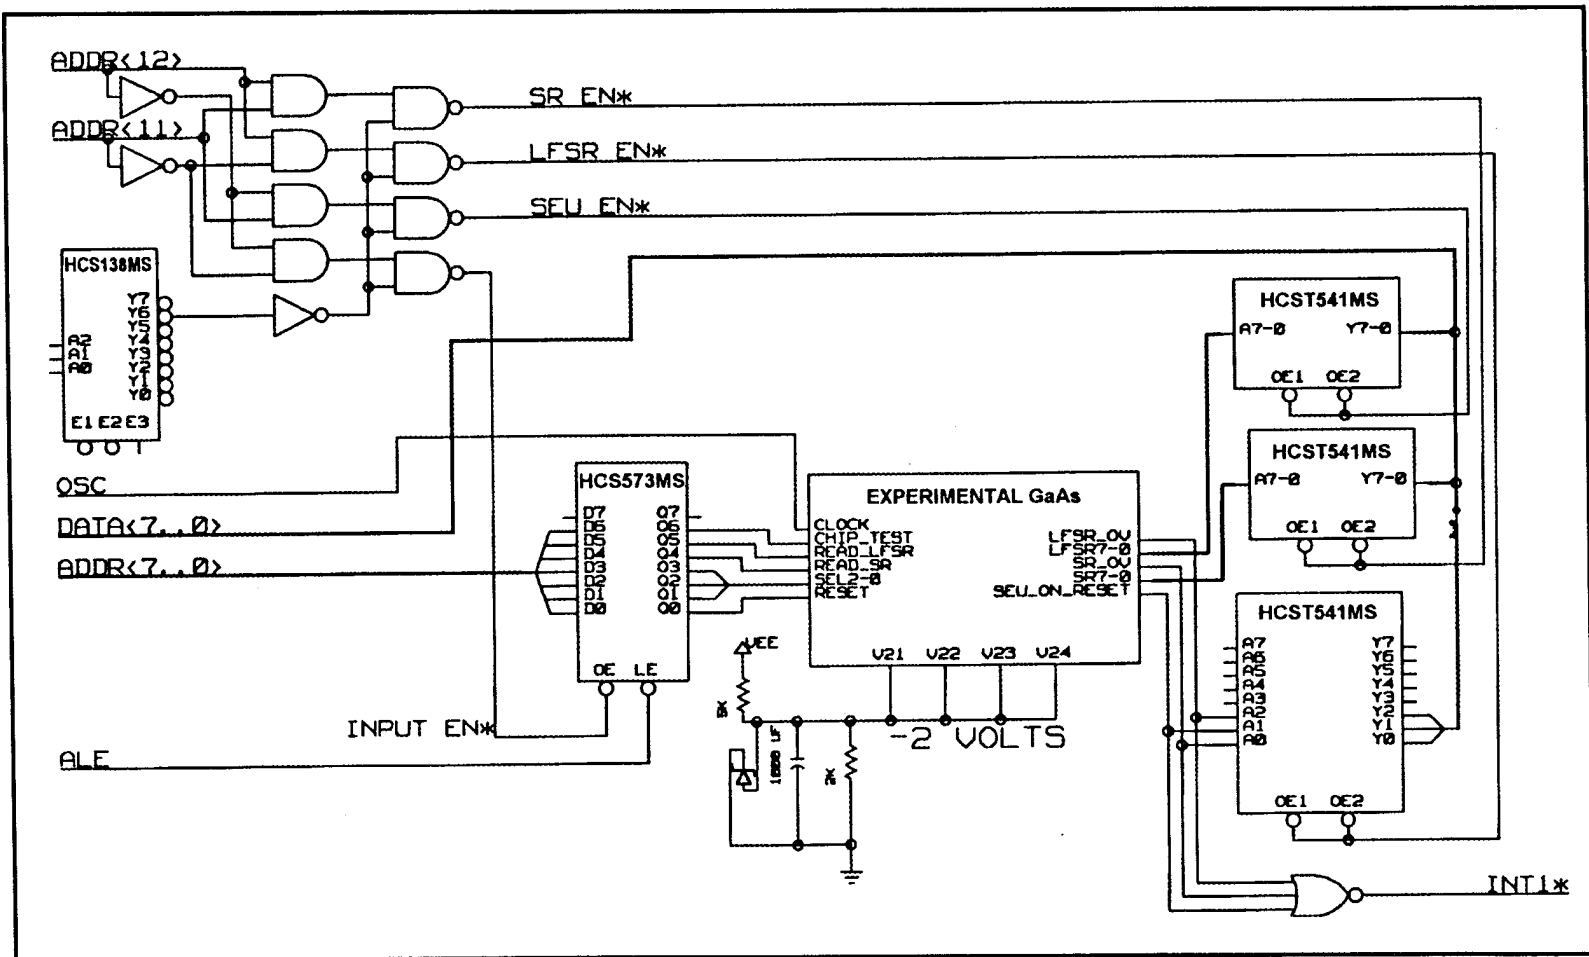 ADDR<12>
ADDR<11>
SR EN*
LFSR EN*
SEU EN*
HCS138MS
Y7
Y6
Y5
Y4
Y3
Y2
Y1
Y0
A2
A1
A0
E1 E2 E3
OSC
DATA<7..0>
ADDR<7..0>
ALE
INPUT EN*
HCS573MS
D7
D6
D5
D4
D3
D2
D1
D0
Q7
Q6
Q5
Q4
Q3
Q2
Q1
Q0
OE LE
EXPERIMENTAL GaAs
CLOCK
CHIP_TEST
READ_LFSR
READ_SR
SEL2-0
RESET
LFSR_OV
LFSR7-0
SR_OV
SR7-0
SEU_ON_RESET
V21 V22 V23 V24
VEE
5K
1000 UF
2K
-2 VOLTS
HCST541MS
A7-0 Y7-0
OE1 OE2
HCST541MS
A7-0 Y7-0
OE1 OE2
HCST541MS
A7
A6
A5
A4
A3
A2
A1
A0
Y7
Y6
Y5
Y4
Y3
Y2
Y1
Y0
OE1 OE2
INT1*